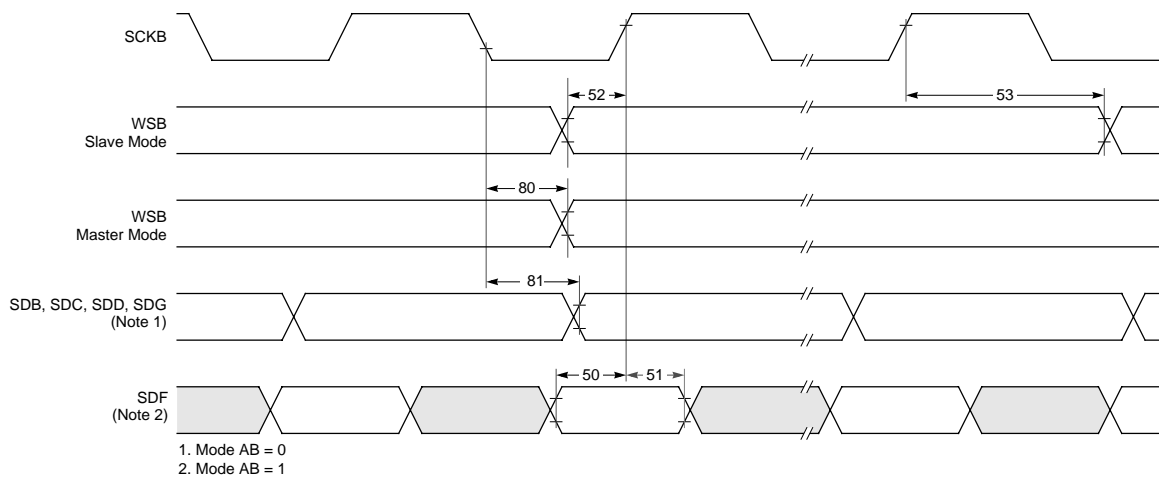 SCKB
52
53
WSB
Slave Mode
80
WSB
Master Mode
81
SDB, SDC, SDD, SDG
(Note 1)
50
51
SDF
(Note 2)
1. Mode AB = 0
2. Mode AB = 1